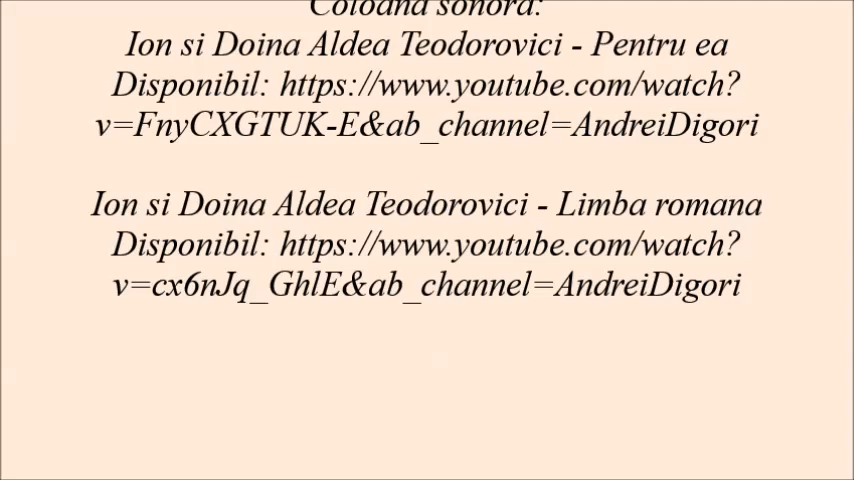 Coloana sonora:
Ion si Doina Aldea Teodorovici - Pentru ea
Disponibil: https://www.youtube.com/watch?
v=FnyCXGTUK-E&ab_channel=AndreiDigori
Ion si Doina Aldea Teodorovici - Limba romana
Disponibil: https://www.youtube.com/watch?
v=cx6nJq_GhlE&ab_channel=AndreiDigori